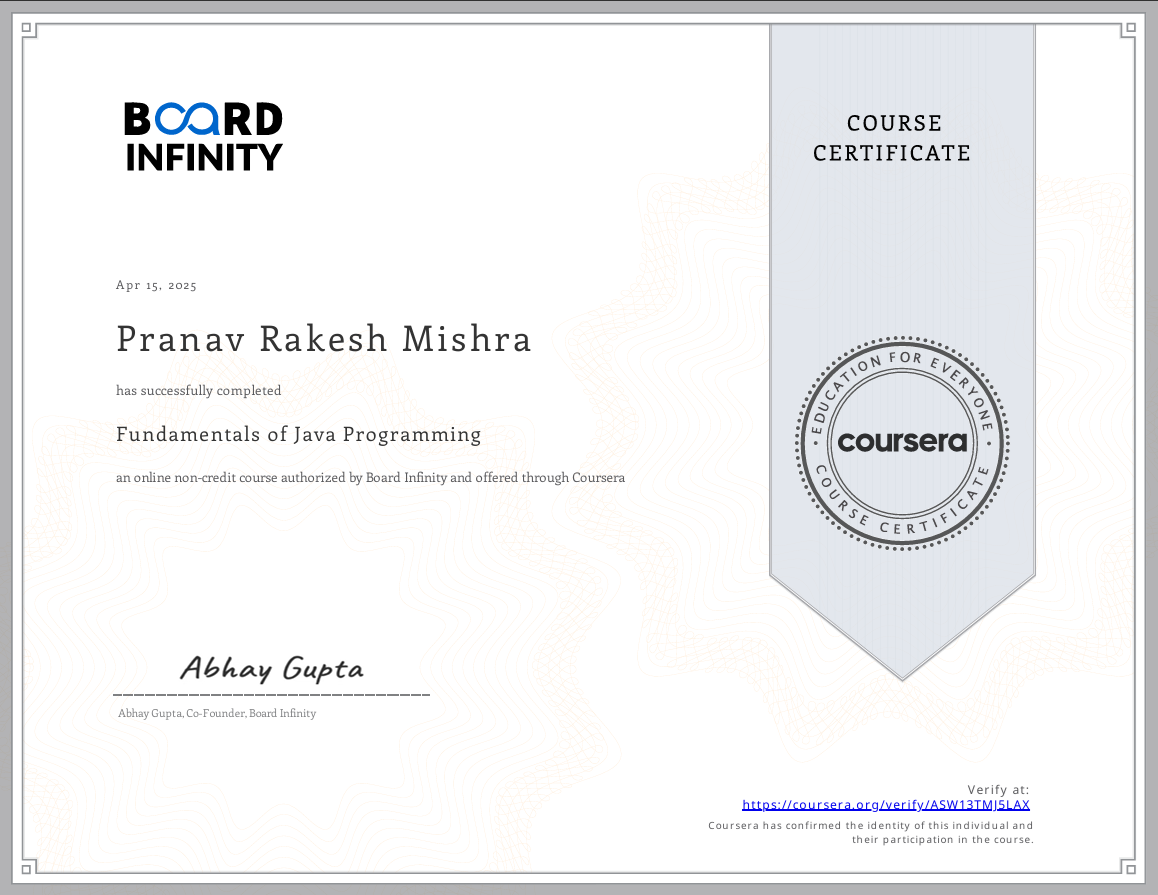 BOARD
INFINITY
COURSE
CERTIFICATE
Apr 15, 2025
Pranav Rakesh Mishra
has successfully completed
Fundamentals of Java Programming
an online non-credit course authorized by Board Infinity and offered through Coursera
EDUCATION FOR EVERYONE
coursera
COURSE CERTIFICATE
Abhay Gupta
Abhay Gupta, Co-Founder, Board Infinity
Verify at:
https://coursera.org/verify/ASW13TMJ5LAX
Coursera has confirmed the identity of this individual and
their participation in the course.